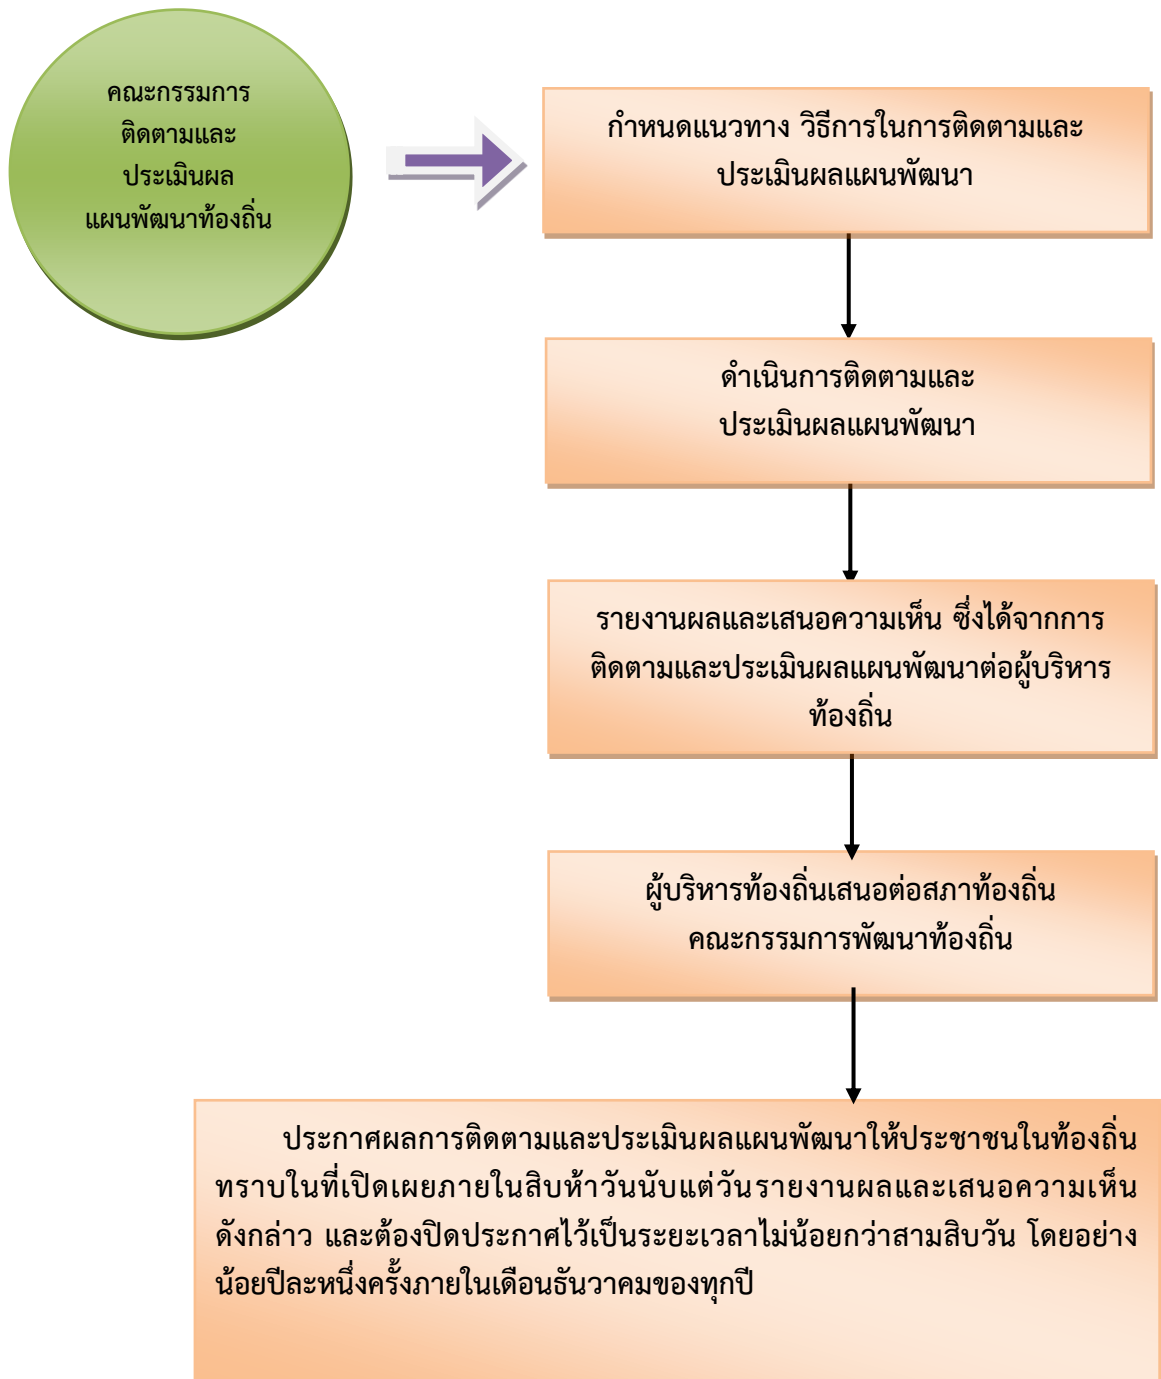 คณะกรรมการ
ติดตามและ
ประเมินผล
แผนพัฒนาท้องถิ่น
กำหนดแนวทาง วิธีการในการติดตามและ
ประเมินผลแผนพัฒนา
ดำเนินการติดตามและ
ประเมินผลแผนพัฒนา
รายงานผลและเสนอความเห็น ซึ่งได้จากการ
ติดตามและประเมินผลแผนพัฒนาต่อผู้บริหาร
ท้องถิ่น
ผู้บริหารท้องถิ่นเสนอต่อสภาท้องถิ่น
คณะกรรมการพัฒนาท้องถิ่น
ประกาศผลการติดตามและประเมินผลแผนพัฒนาให้ประชาชนในท้องถิ่น
ทราบในที่เปิดเผยภายในสิบห้าวันนับแต่วันรายงานผลและเสนอความเห็น
ดังกล่าว และต้องปิดประกาศไว้เป็นระยะเวลาไม่น้อยกว่าสามสิบวัน โดยอย่าง
น้อยปีละหนึ่งครั้งภายในเดือนธันวาคมของทุกปี